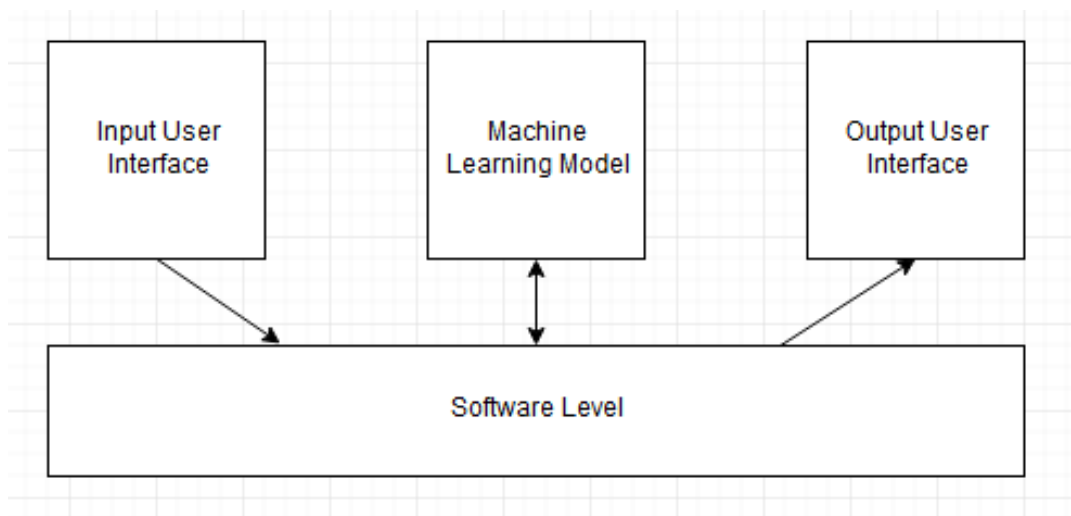 Input User
Interface
Machine
Learning Model
Output User
Interface
Software Level